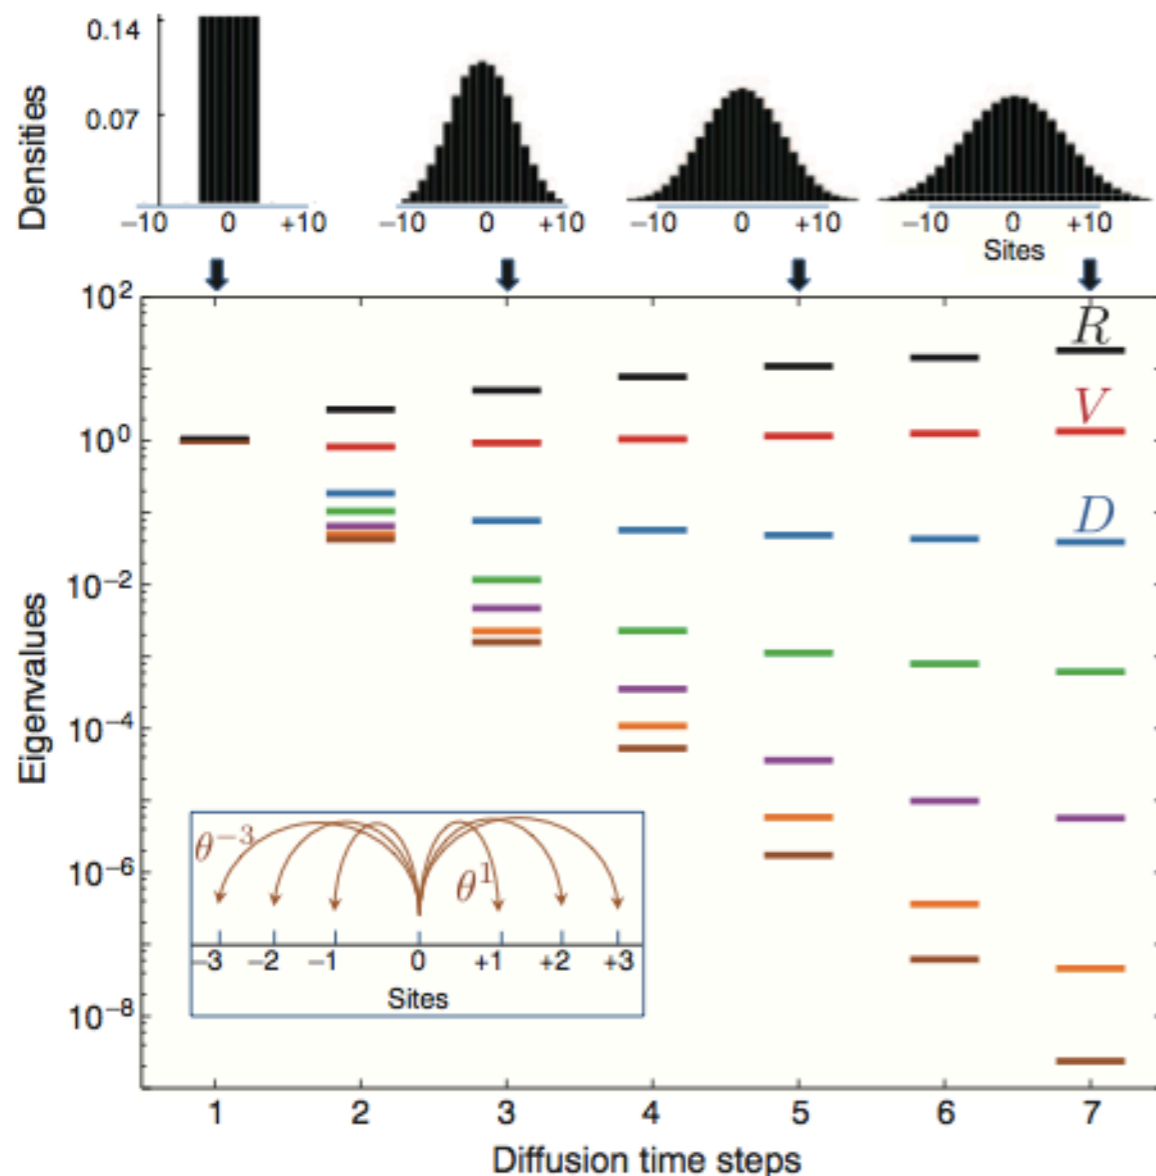 Densities
0.14
0.07
−10 0 +10
−10 0 +10
−10 0 +10
−10 0 +10
Sites
Eigenvalues
10²
10⁰
10⁻²
10⁻⁴
10⁻⁶
10⁻⁸
R
V
D
θ⁻³
θ¹
−3 −2 −1 0 +1 +2 +3
Sites
1 2 3 4 5 6 7
Diffusion time steps